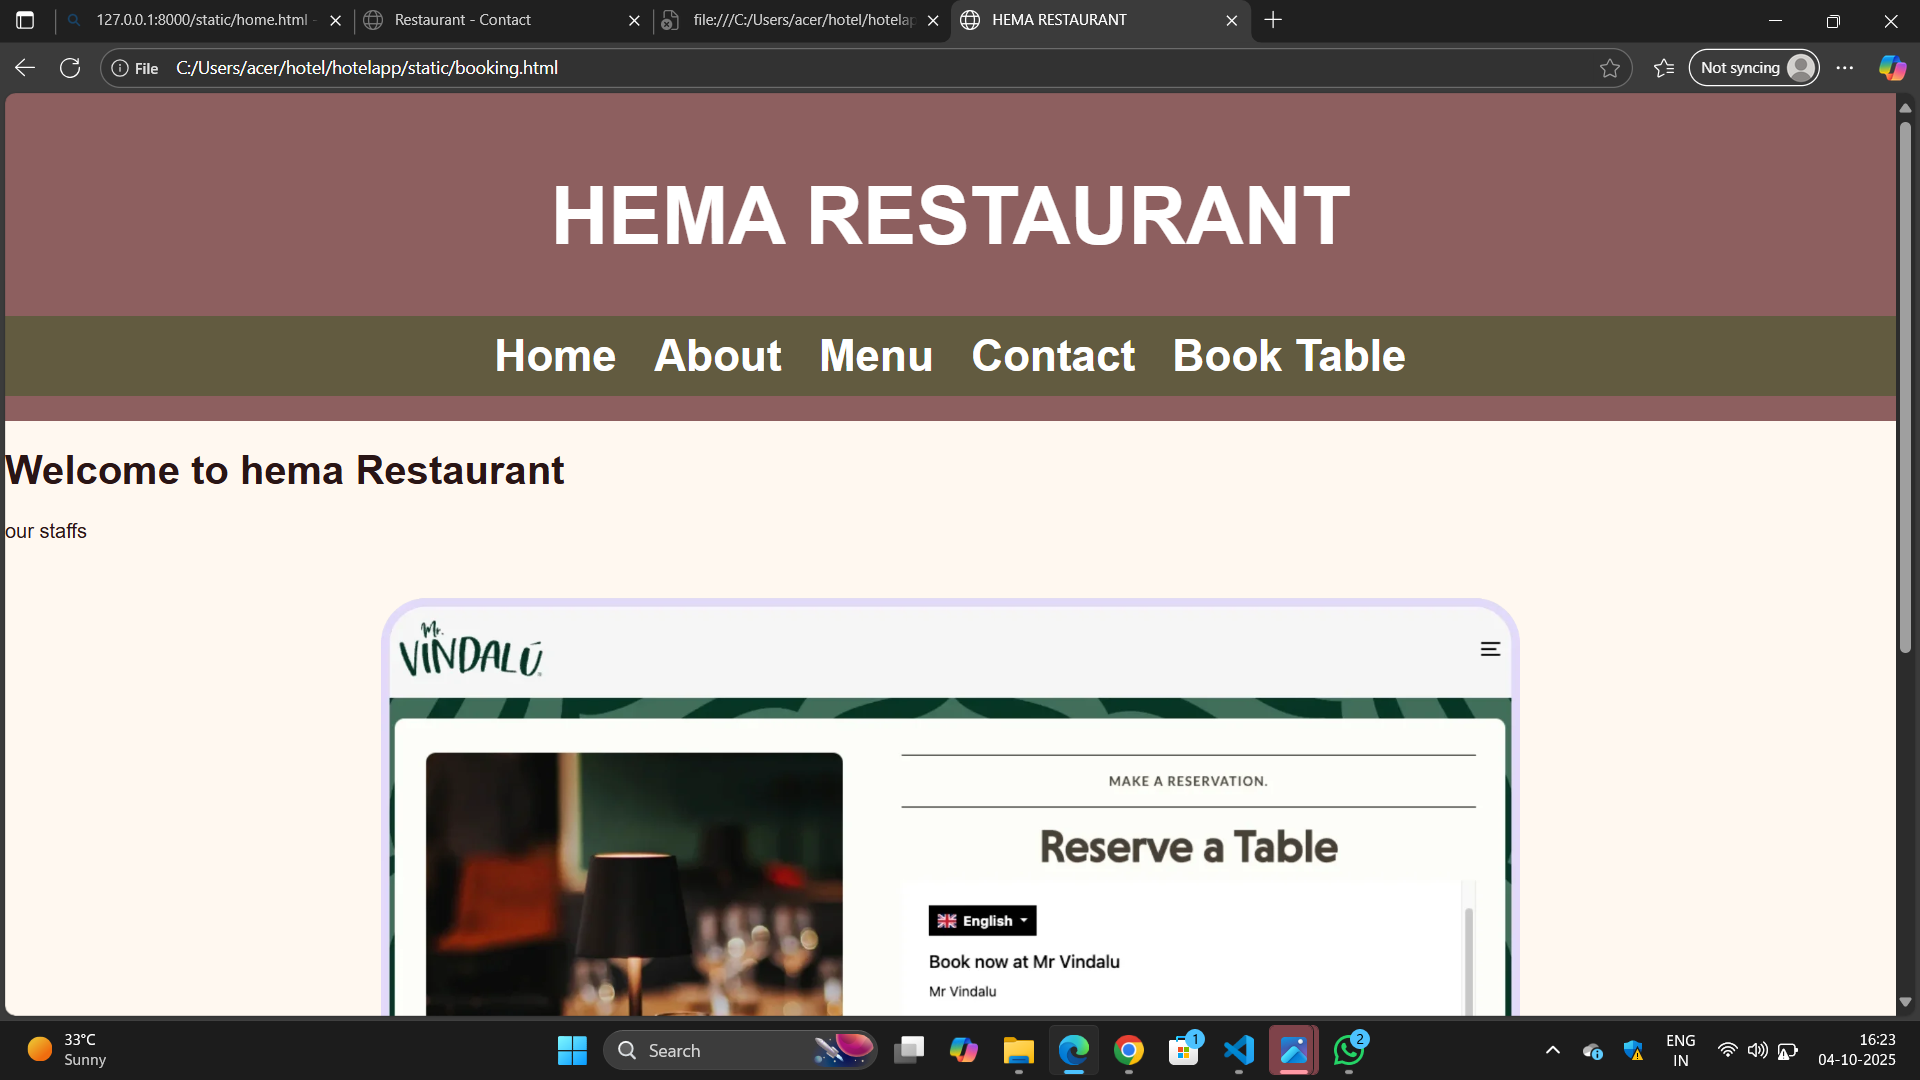 127.0.0.1:8000/static/home.html -
Restaurant - Contact
file:///C:/Users/acer/hotel/hotelap
HEMA RESTAURANT
File
C:/Users/acer/hotel/hotelapp/static/booking.html
Not syncing
HEMA RESTAURANT
Home About Menu Contact Book Table
Welcome to hema Restaurant
our staffs
Mr.
VINDALÚ
MAKE A RESERVATION.
Reserve a Table
English
Book now at Mr Vindalu
Mr Vindalu
33°C
Sunny
Search
1
2
ENG
IN
16:23
04-10-2025